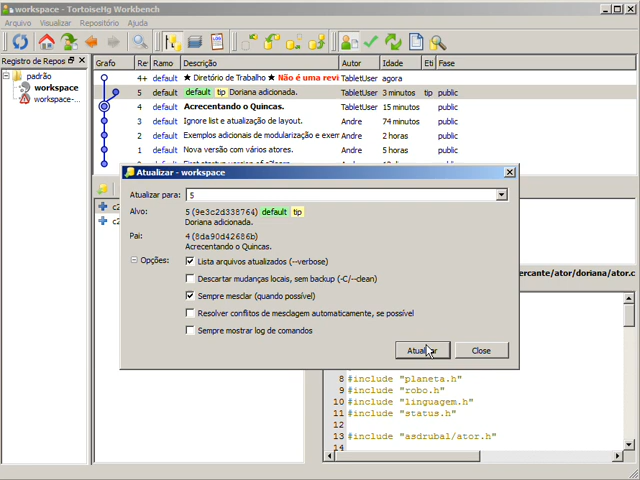 workspace - TortoiseHg Workbench
Arquivo Visualizar Repositório Ajuda
Registro de Repos
Grafo Re Ramo Descrição Autor Idade Eti Fase
padrão
workspace
workspace-...
4+ default ★ Diretório de Trabalho ★ Não é uma revi TabletUser agora
5 default default tip Doriana adicionada. TabletUser 3 minutos tip public
4 default Acrecentando o Quincas. TabletUser 15 minutos public
3 default Ignore list e atualização de layout. Andre 74 minutos public
2 default Exemplos adicionais de modularização e exem Andre 2 horas public
1 default Nova versão com vários atores. Andre 5 horas public
Atualizar - workspace
Atualizar para: 5
Alvo: 5 (9e3c2d338764) default tip
Doriana adicionada.
Pai: 4 (8da90d42686b)
Acrecentando o Quincas.
Opções: Lista arquivos atualizados (--verbose)
Descartar mudanças locais, sem backup (-C/--clean)
Sempre mesclar (quando possível)
Resolver conflitos de mesclagem automaticamente, se possível
Sempre mostrar log de comandos
Atualizar Close
ercante/ator/doriana/ator.c
8 #include "planeta.h"
9 #include "robo.h"
10 #include "linguagem.h"
11 #include "status.h"
12
13 #include "asdrubal/ator.h"
14